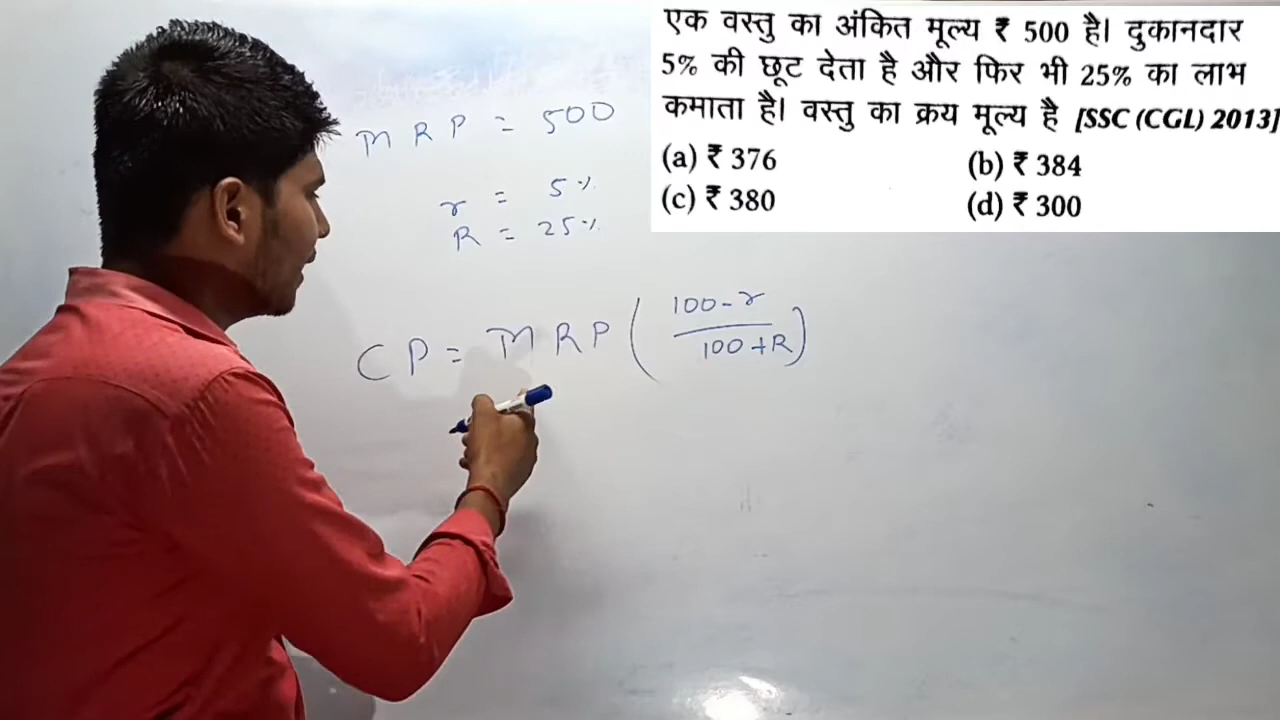 एक वस्तु का अंकित मूल्य ₹ 500 है। दुकानदार
5% की छूट देता है और फिर भी 25% का लाभ
कमाता है। वस्तु का क्रय मूल्य है [SSC (CGL) 2013]
(a) ₹ 376 (b) ₹ 384
(c) ₹ 380 (d) ₹ 300
MRP = 500
r = 5%
R = 25%
CP = MRP (100-r / 100+R)